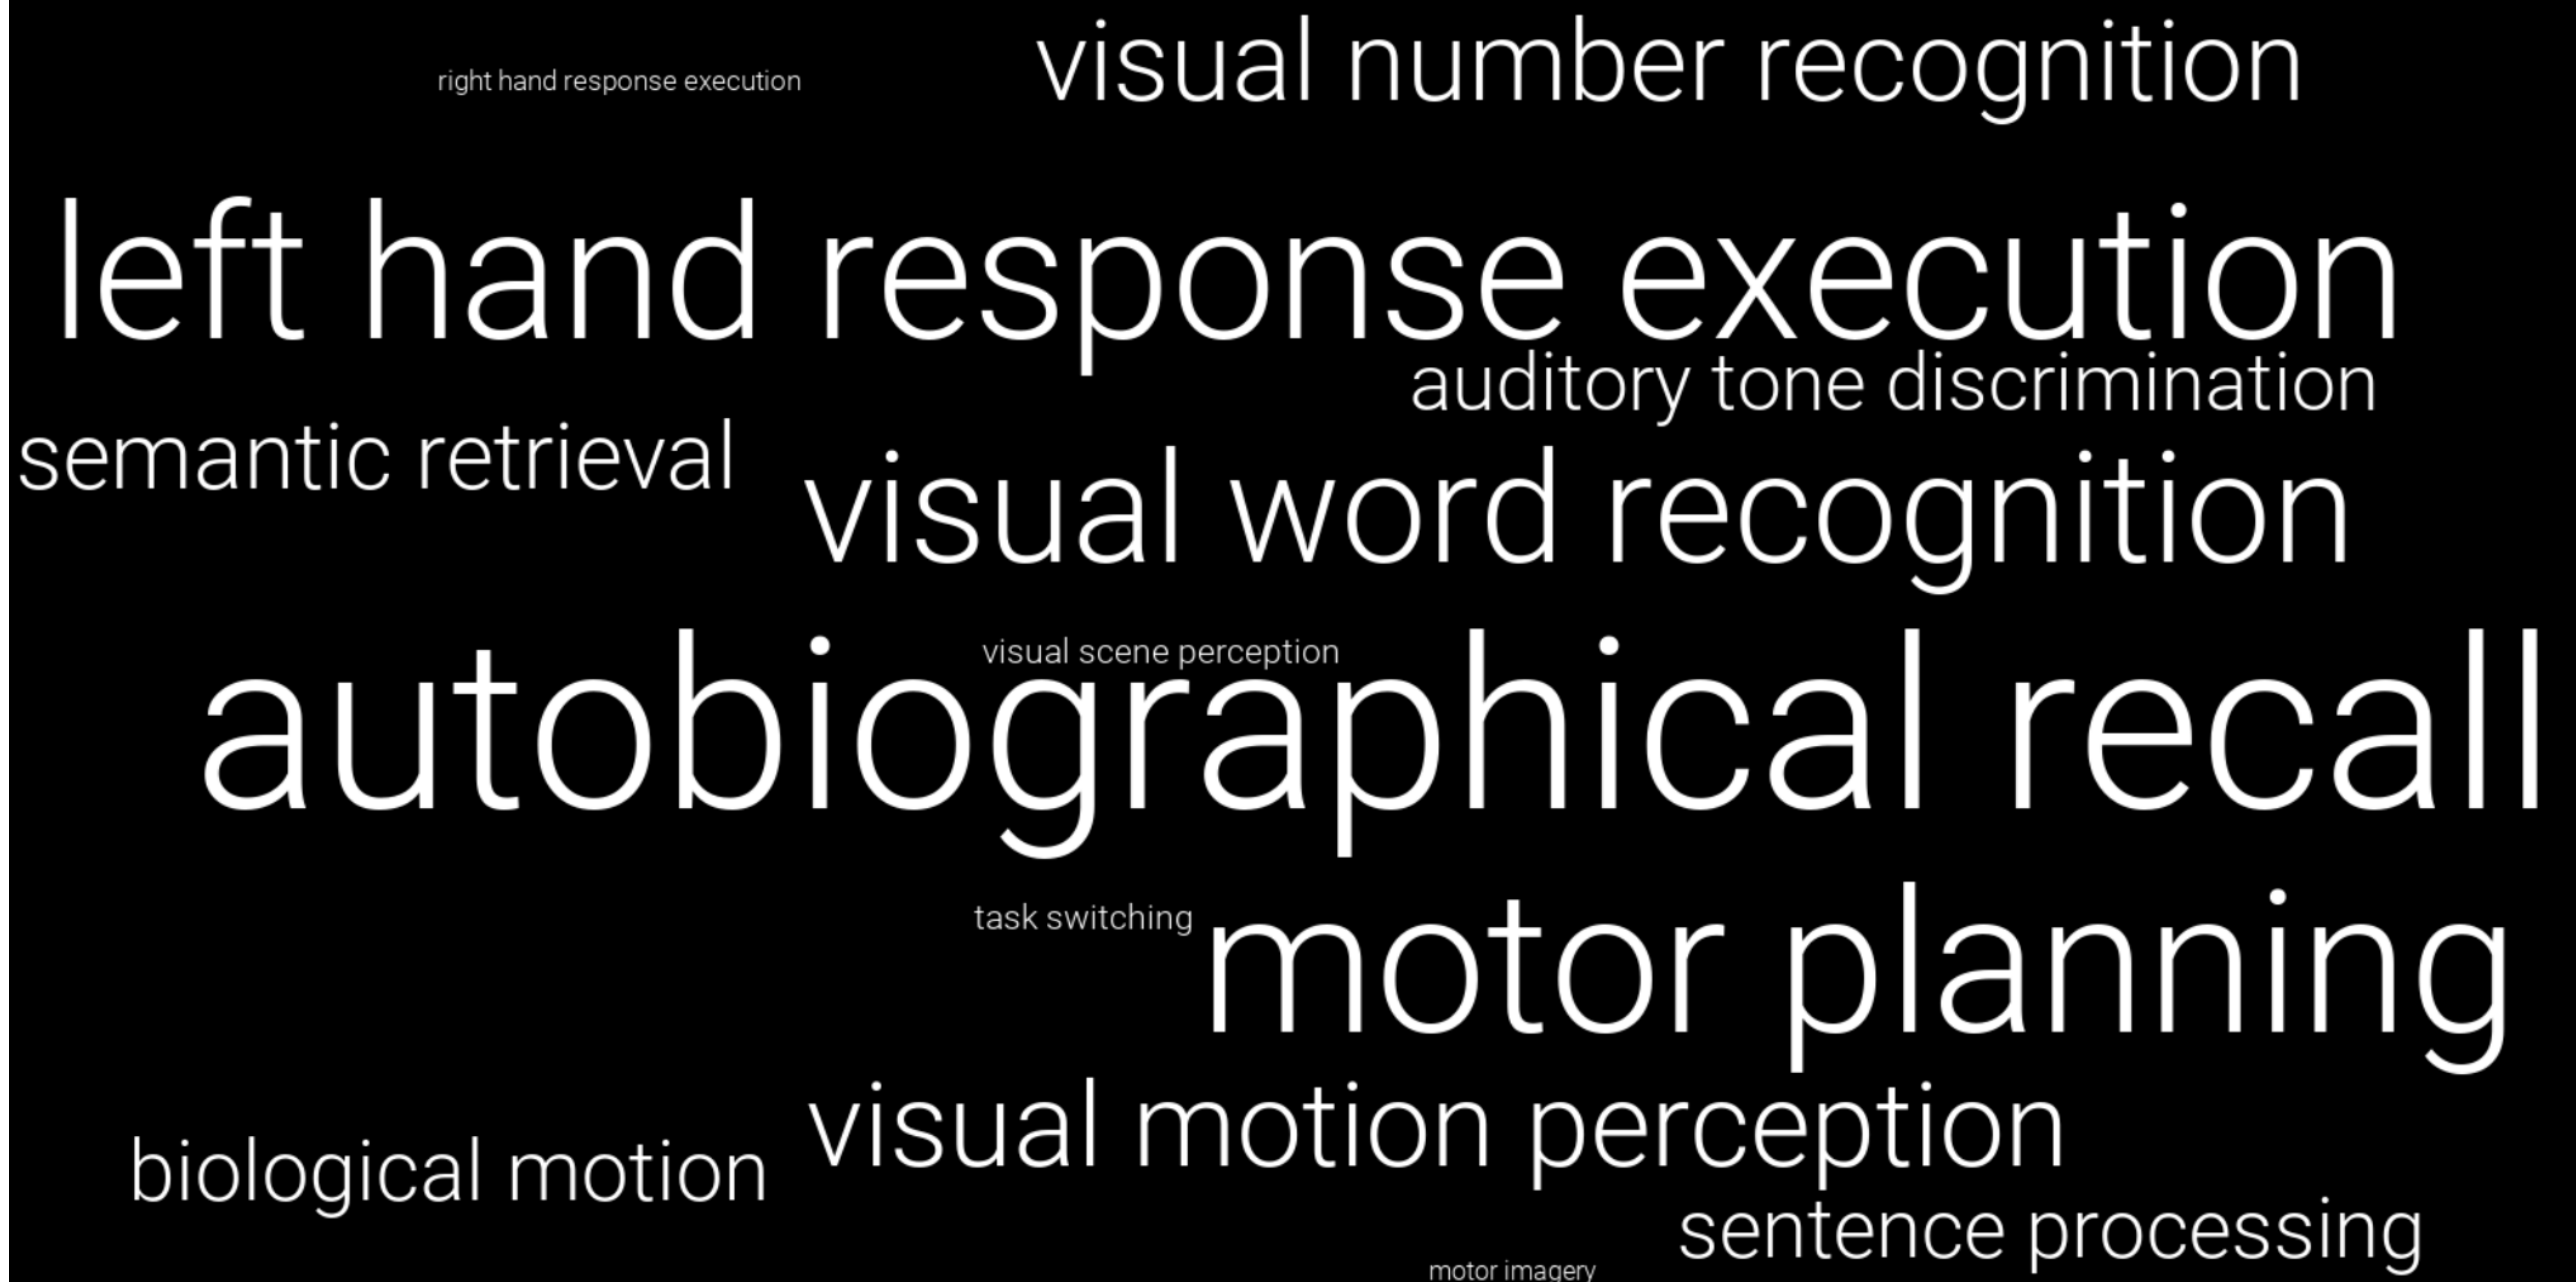 visual number recognition
right hand response execution
left hand response execution
auditory tone discrimination
semantic retrieval
visual word recognition
visual scene perception
autobiographical recall
task switching
motor planning
visual motion perception
biological motion
sentence processing
motor imagery